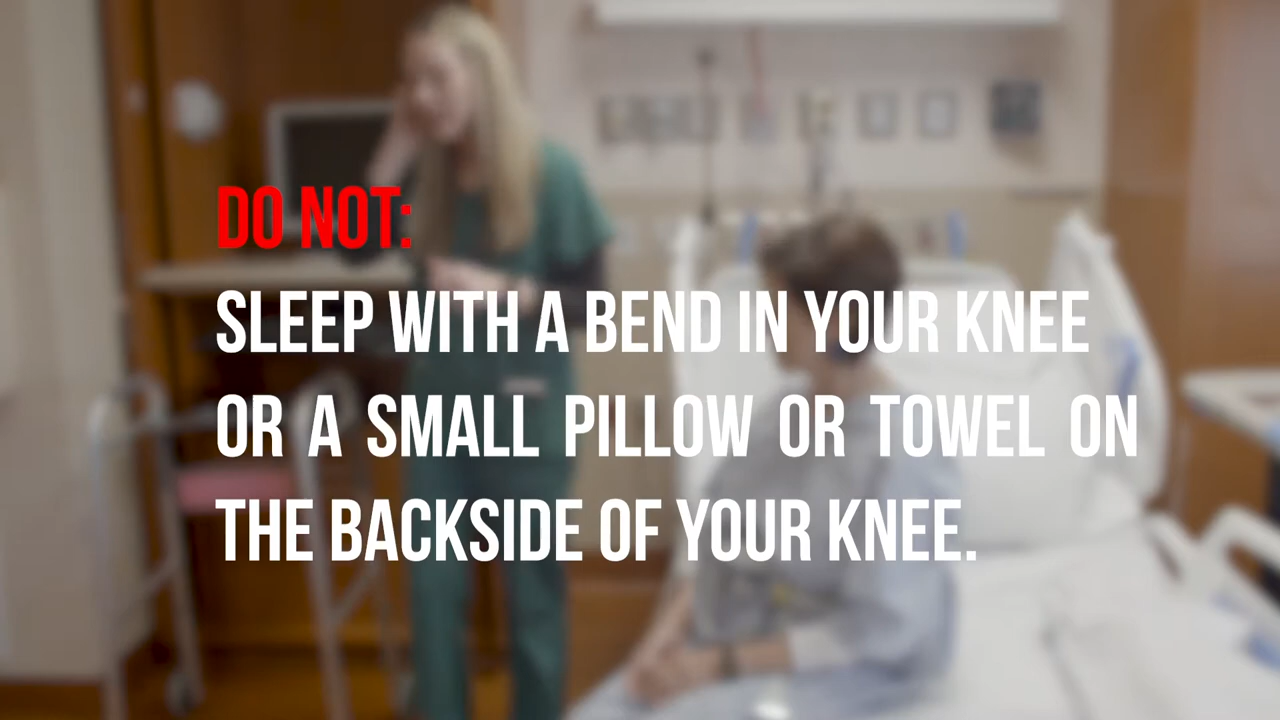 DO NOT:
SLEEP WITH A BEND IN YOUR KNEE
OR A SMALL PILLOW OR TOWEL ON
THE BACKSIDE OF YOUR KNEE.